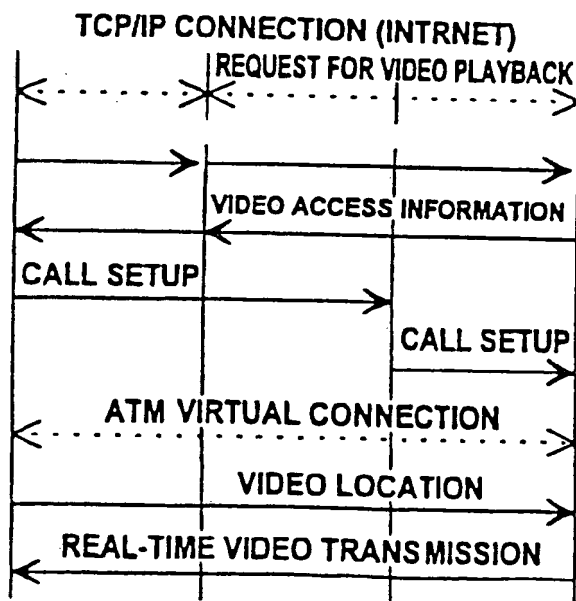 TCP/IP CONNECTION (INTRNET)
REQUEST FOR VIDEO PLAYBACK
VIDEO ACCESS INFORMATION
CALL SETUP
CALL SETUP
ATM VIRTUAL CONNECTION
VIDEO LOCATION
REAL-TIME VIDEO TRANSMISSION